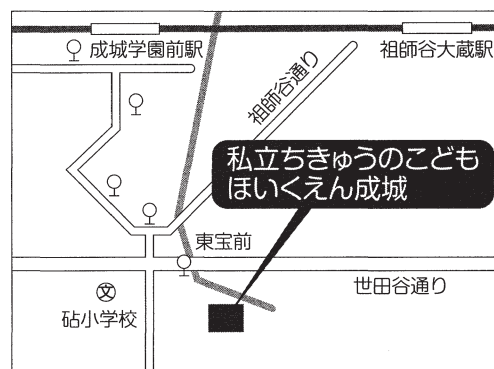 成城学園前駅
祖師谷大蔵駅
祖師谷通り
私立ちきゅうのこども
ほいくえん成城
東宝前
世田谷通り
文
砧小学校